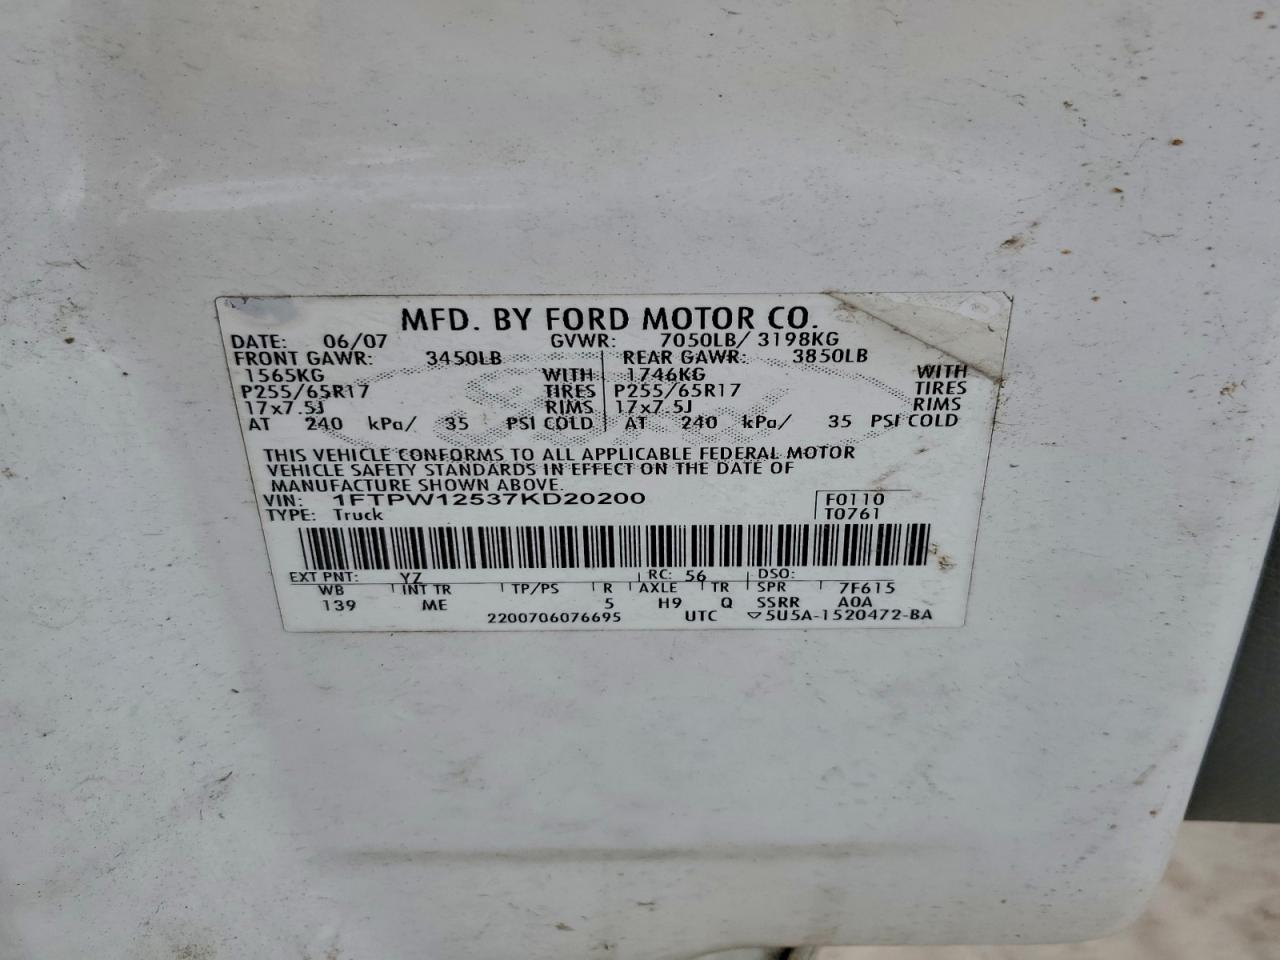 MFD. BY FORD MOTOR CO.
DATE: 06/07 GVWR: 7050LB/ 3198KG
FRONT GAWR: 3450LB REAR GAWR: 3850LB
1565KG WITH 1746KG WITH
P255/65R17 TIRES P255/65R17 TIRES
17x7.5J RIMS 17x7.5J RIMS
AT 240 kPa/ 35 PSI COLD AT 240 kPa/ 35 PSI COLD
THIS VEHICLE CONFORMS TO ALL APPLICABLE FEDERAL MOTOR
VEHICLE SAFETY STANDARDS IN EFFECT ON THE DATE OF
MANUFACTURE SHOWN ABOVE.
VIN: 1FTPW12537KD20200 F0110
TYPE: Truck T0761
EXT PNT: YZ RC: 56 DSO:
WB INT TR TP/PS R AXLE TR SPR 7F615
139 ME 5 H9 Q SSRR A0A
2200706076695 UTC ▽5U5A-1520472-BA